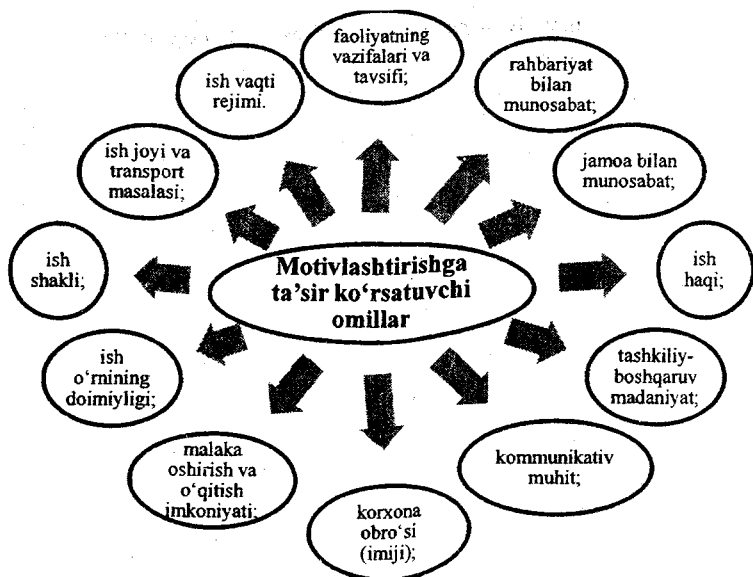 faoliyatning
vazifalari va
tavsifi;
rahbariyat
bilan
munosabat;
jamoa bilan
munosabat;
ish
haqi;
tashkiliy-
boshqaruv
madaniyat;
kommunikativ
muhit;
korxona
obro‘si
(imiji);
malaka
oshirish va
o‘qitish
imkoniyati;
ish
o‘rnining
doimiyligi;
ish
shakli;
ish joyi va
transport
masalasi;
ish vaqti
rejimi.
Motivlashtirishga
ta’sir ko‘rsatuvchi
omillar